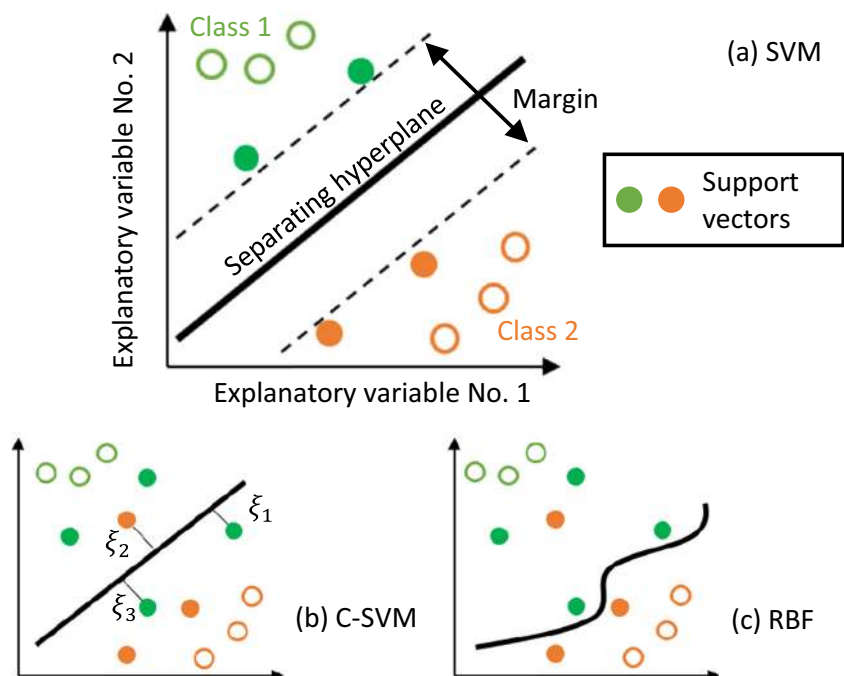 Class 1
(a) SVM
Explanatory variable No. 2
Margin
Separating hyperplane
Support
vectors
Class 2
Explanatory variable No. 1
ξ1
ξ2
ξ3
(b) C-SVM
(c) RBF